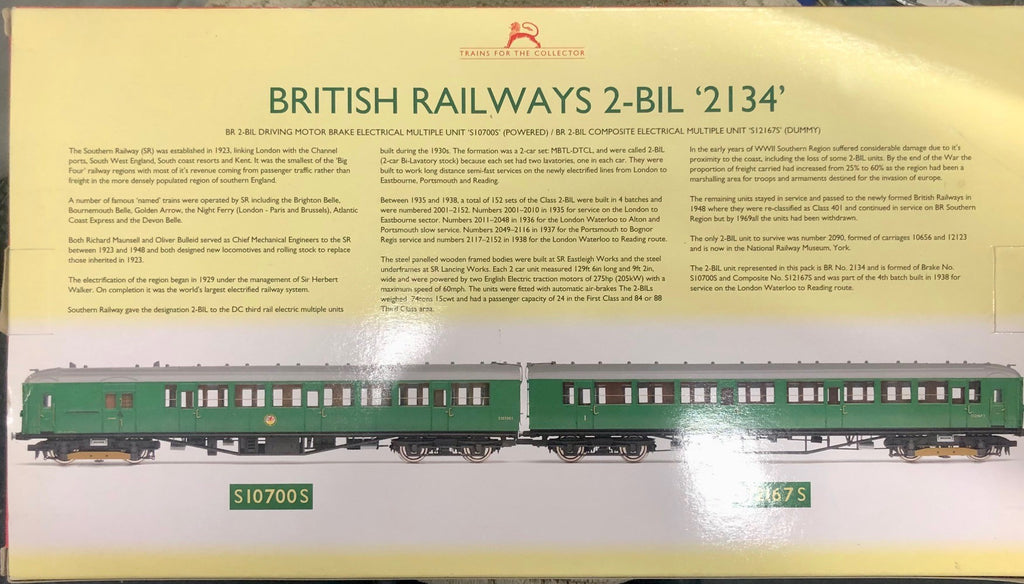 TRAINS FOR THE COLLECTOR
BRITISH RAILWAYS 2-BIL ‘2134’
BR 2-BIL DRIVING MOTOR BRAKE ELECTRICAL MULTIPLE UNIT ‘S10700S’ (POWERED) / BR 2-BIL COMPOSITE ELECTRICAL MULTIPLE UNIT ‘S12167S’ (DUMMY)
The Southern Railway (SR) was established in 1923, linking London with the Channel
ports, South West England, South coast resorts and Kent. It was the smallest of the ‘Big
Four’ railway regions with most of it’s revenue coming from passenger traffic rather than
freight in the more densely populated region of southern England.
A number of famous ‘named’ trains were operated by SR including the Brighton Belle,
Bournemouth Belle, Golden Arrow, the Night Ferry (London - Paris and Brussels), Atlantic
Coast Express and the Devon Belle.
Both Richard Maunsell and Oliver Bulleid served as Chief Mechanical Engineers to the SR
between 1923 and 1948 and both designed new locomotives and rolling stock to replace
those inherited in 1923.
The electrification of the region began in 1929 under the management of Sir Herbert
Walker. On completion it was the world’s largest electrified railway system.
Southern Railway gave the designation 2-BIL to the DC third rail electric multiple units
built during the 1930s. The formation was a 2-car set: MBTL-DTCL, and were called 2-BIL
(2-car Bi-Lavatory stock) because each set had two lavatories, one in each car. They were
built to work long distance semi-fast services on the newly electrified lines from London to
Eastbourne, Portsmouth and Reading.
Between 1935 and 1938, a total of 152 sets of the Class 2-BIL were built in 4 batches and
were numbered 2001-2152. Numbers 2001-2010 in 1935 for service on the London to
Eastbourne sector. Numbers 2011-2048 in 1936 for the London Waterloo to Alton and
Portsmouth slow service. Numbers 2049-2116 in 1937 for the Portsmouth to Bognor
Regis service and numbers 2117-2152 in 1938 for the London Waterloo to Reading route.
The steel panelled wooden framed bodies were built at SR Eastleigh Works and the steel
underframes at SR Lancing Works. Each 2 car unit measured 129ft 6in long and 9ft 2in,
wide and were powered by two English Electric traction motors of 275hp (205kW) with a
maximum speed of 60mph. The units were fitted with automatic air-brakes The 2-BILs
weighed 74tons 15cwt and had a passenger capacity of 24 in the First Class and 84 or 88
Third Class area.
In the early years of WWII Southern Region suffered considerable damage due to it’s
proximity to the coast, including the loss of some 2-BIL units. By the end of the War the
proportion of freight carried had increased from 25% to 60% as the region had been a
marshalling area for troops and armaments destined for the invasion of europe.
The remaining units stayed in service and passed to the newly formed British Railways in
1948 where they were re-classified as Class 401 and continued in service on BR Southern
Region but by 1969all the units had been withdrawn.
The only 2-BIL unit to survive was number 2090, formed of carriages 10656 and 12123
and is now in the National Railway Museum, York.
The 2-BIL unit represented in this pack is BR No. 2134 and is formed of Brake No.
S10700S and Composite No. S12167S and was part of the 4th batch built in 1938 for
service on the London Waterloo to Reading route.
S10700S
167S